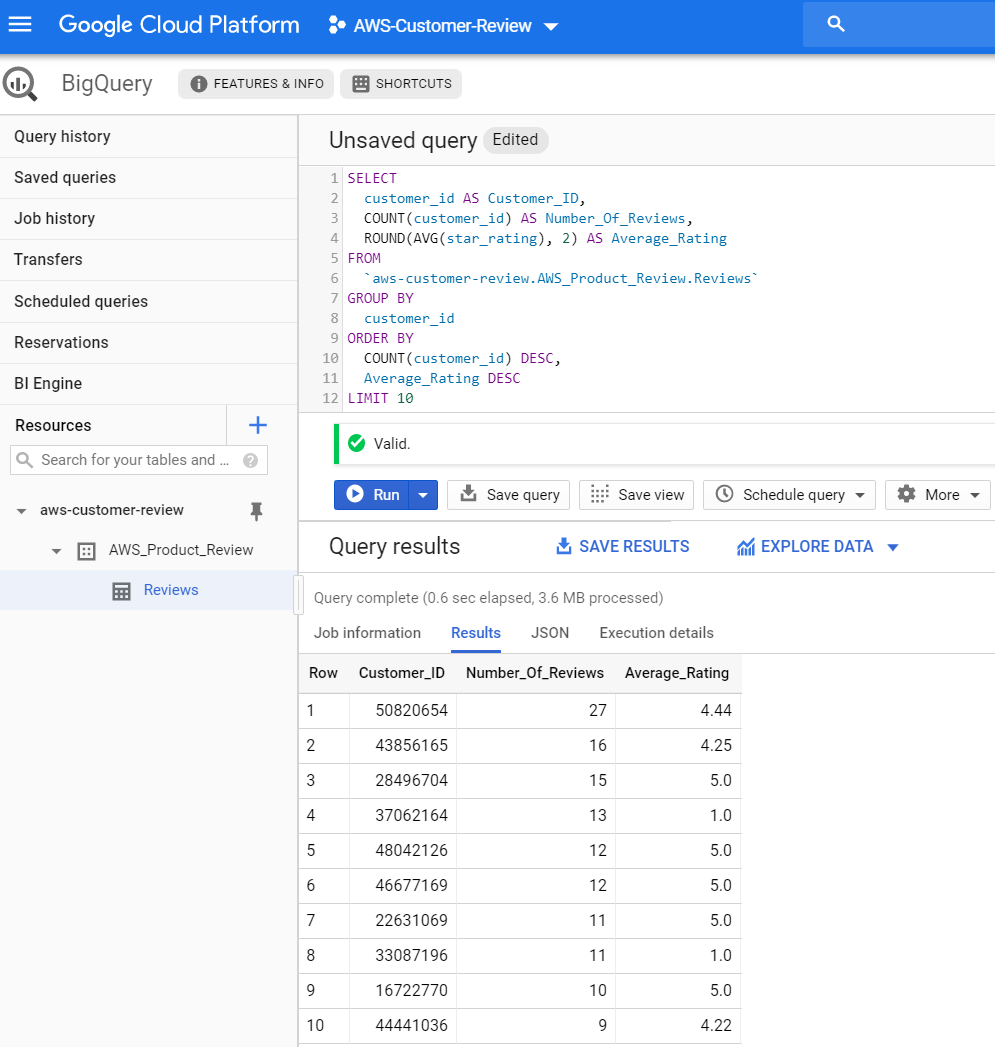 Google Cloud Platform AWS-Customer-Review
BigQuery FEATURES & INFO SHORTCUTS
Query history
Saved queries
Job history
Transfers
Scheduled queries
Reservations
BI Engine
Resources
Search for your tables and ...
aws-customer-review
AWS_Product_Review
Reviews
Unsaved query Edited
1 SELECT
2 customer_id AS Customer_ID,
3 COUNT(customer_id) AS Number_Of_Reviews,
4 ROUND(AVG(star_rating), 2) AS Average_Rating
5 FROM
6 `aws-customer-review.AWS_Product_Review.Reviews`
7 GROUP BY
8 customer_id
9 ORDER BY
10 COUNT(customer_id) DESC,
11 Average_Rating DESC
12 LIMIT 10
Valid.
Run Save query Save view Schedule query More
Query results SAVE RESULTS EXPLORE DATA
Query complete (0.6 sec elapsed, 3.6 MB processed)
Job information Results JSON Execution details
Row Customer_ID Number_Of_Reviews Average_Rating
1 50820654 27 4.44
2 43856165 16 4.25
3 28496704 15 5.0
4 37062164 13 1.0
5 48042126 12 5.0
6 46677169 12 5.0
7 22631069 11 5.0
8 33087196 11 1.0
9 16722770 10 5.0
10 44441036 9 4.22